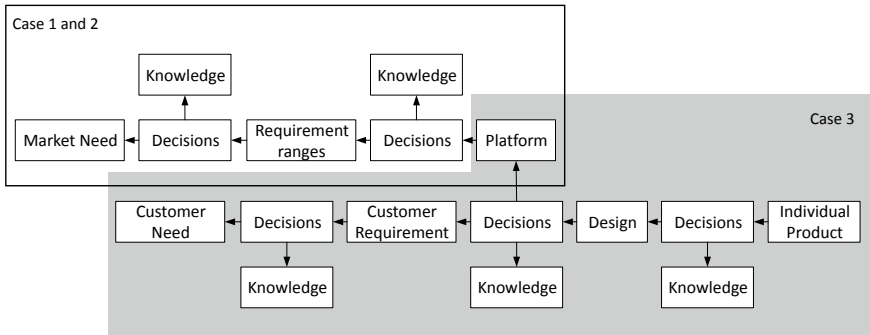 Case 1 and 2
Knowledge
Knowledge
Case 3
Market Need
Decisions
Requirement
ranges
Decisions
Platform
Customer
Need
Decisions
Customer
Requirement
Decisions
Design
Decisions
Individual
Product
Knowledge
Knowledge
Knowledge